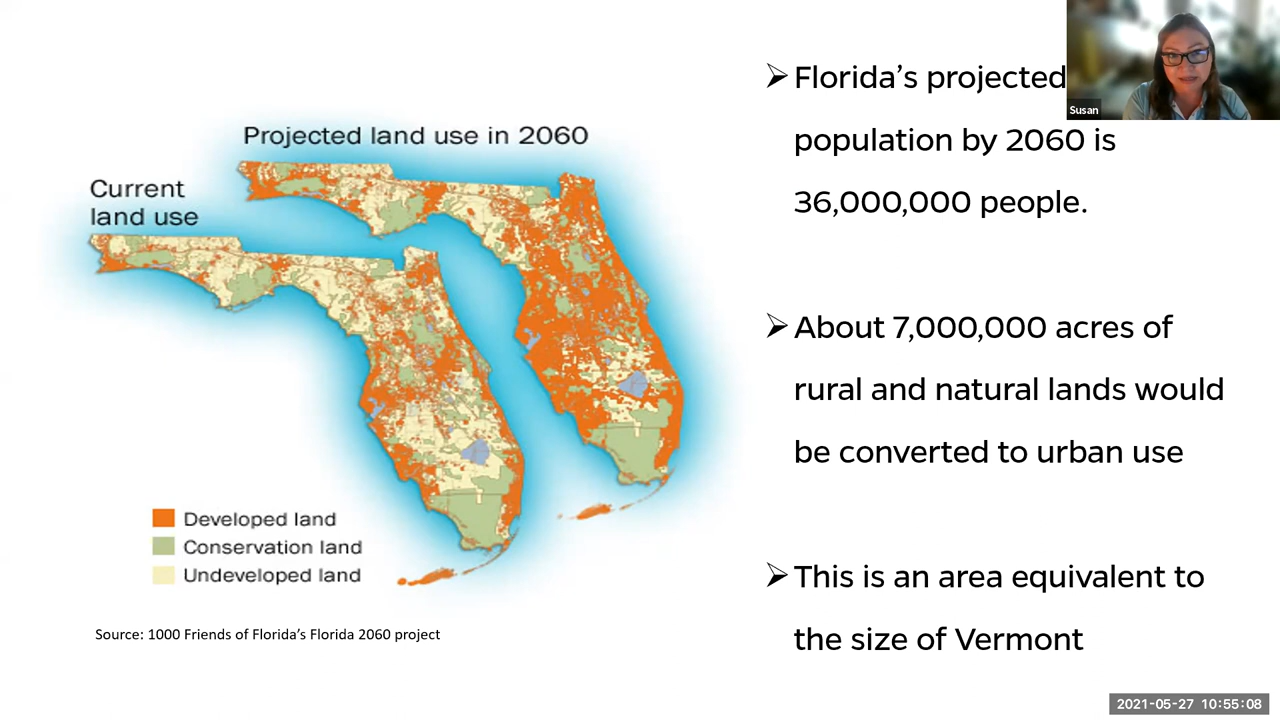 Projected land use in 2060
Current
land use
Developed land
Conservation land
Undeveloped land
Source: 1000 Friends of Florida's Florida 2060 project
➢ Florida's projected
population by 2060 is
36,000,000 people.
➢ About 7,000,000 acres of
rural and natural lands would
be converted to urban use
➢ This is an area equivalent to
the size of Vermont
Susan
2021-05-27 10:55:08